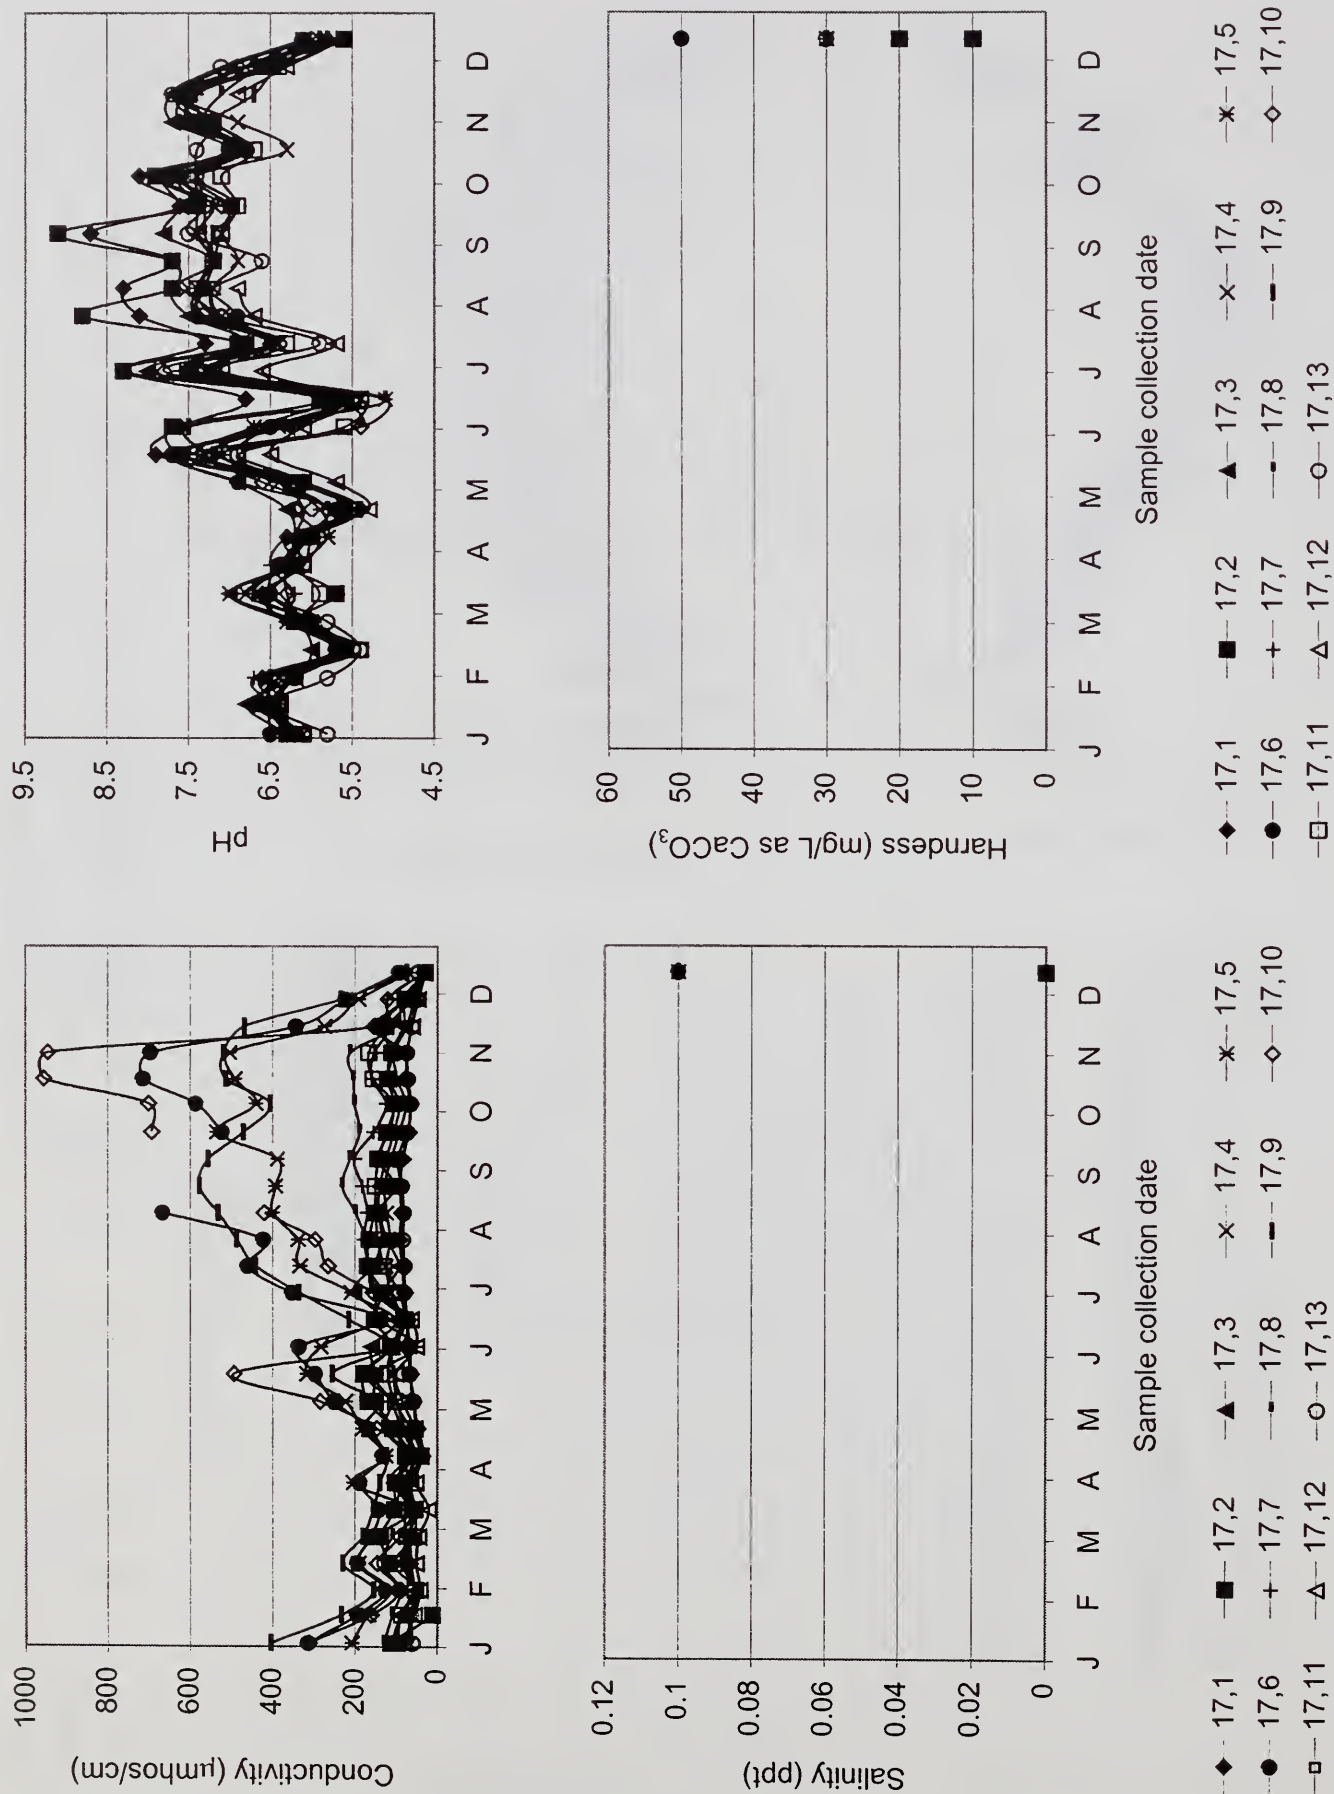 Conductivity (µmhos/cm)
1000
800
600
400
200
0
J F M A M J J A S O N D
pH
9.5
8.5
7.5
6.5
5.5
4.5
J F M A M J J A S O N D
Salinity (ppt)
0.12
0.1
0.08
0.06
0.04
0.02
0
J F M A M J J A S O N D
Sample collection date
Harndess (mg/L as CaCO₃)
60
50
40
30
20
10
0
J F M A M J J A S O N D
Sample collection date
17,1 17,2 17,3 17,4 17,5
17,6 17,7 17,8 17,9 17,10
17,11 17,12 17,13
17,1 17,2 17,3 17,4 17,5
17,6 17,7 17,8 17,9 17,10
17,11 17,12 17,13